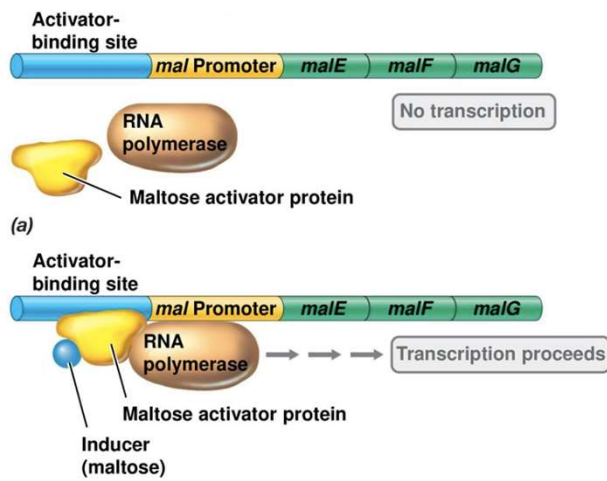 Activator-
binding site
mal Promoter malE malF malG
No transcription
RNA
polymerase
Maltose activator protein
(a)
Activator-
binding site
mal Promoter malE malF malG
RNA
polymerase
Transcription proceeds
Maltose activator protein
Inducer
(maltose)